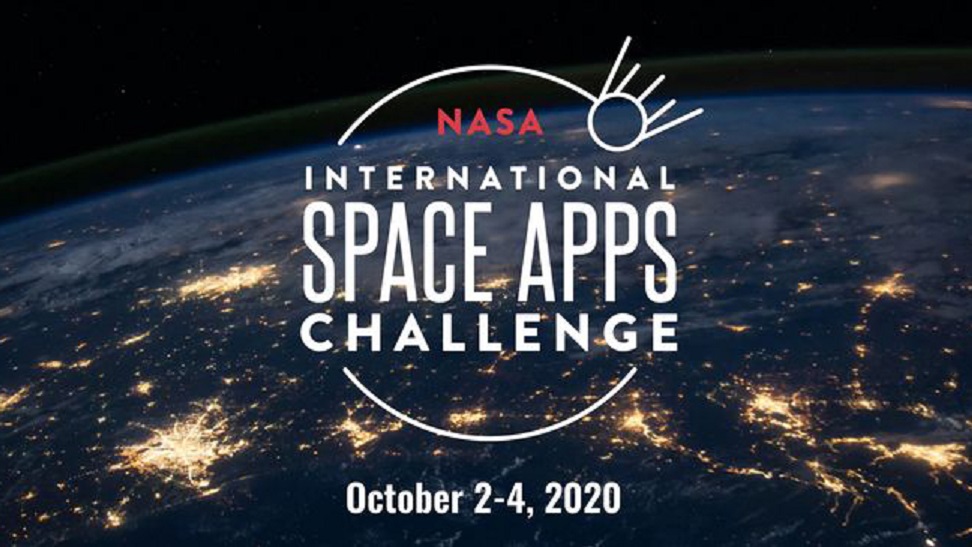 NASA
INTERNATIONAL
SPACE APPS
CHALLENGE
October 2-4, 2020